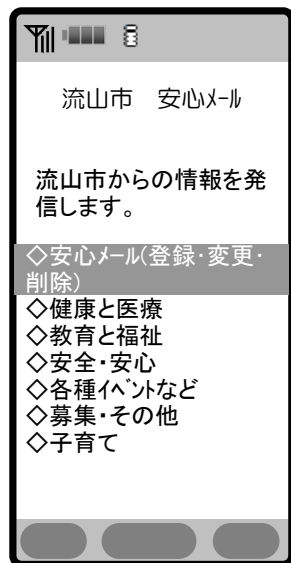 流山市　安心ﾒｰﾙ
流山市からの情報を発
信します。
◇安心ﾒｰﾙ(登録･変更･
削除)
◇健康と医療
◇教育と福祉
◇安全・安心
◇各種ｲﾍﾞﾝﾄなど
◇募集・その他
◇子育て